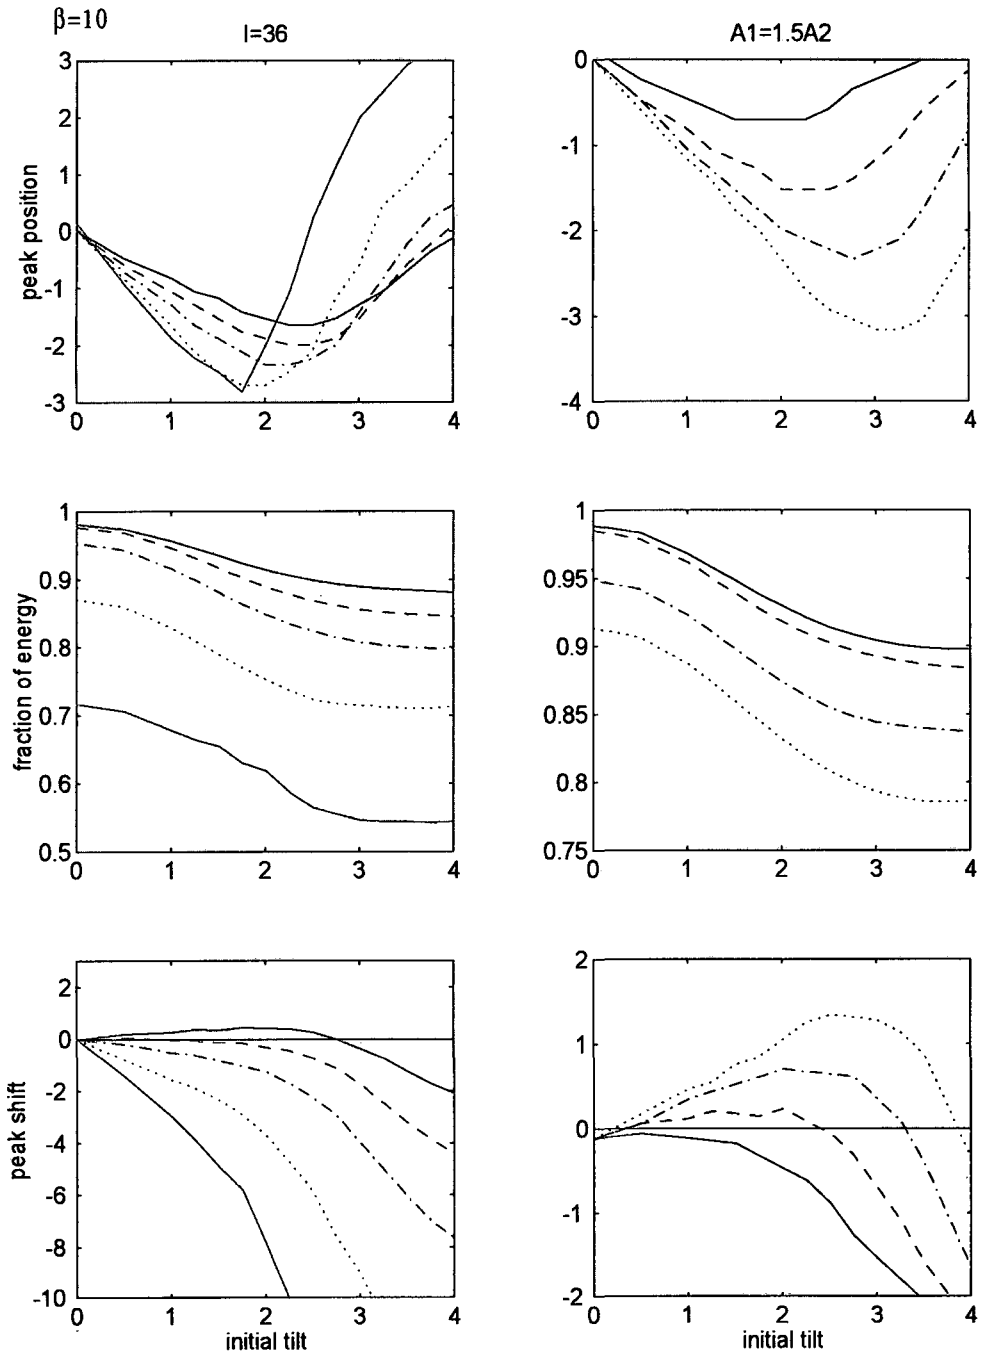 β=10
I=36
A1=1.5A2
peak position
3
2
1
0
-1
-2
-3
0 1 2 3 4
0
-1
-2
-3
-4
0 1 2 3 4
fraction of energy
1
0.9
0.8
0.7
0.6
0.5
0 1 2 3 4
1
0.95
0.9
0.85
0.8
0.75
0 1 2 3 4
peak shift
2
0
-2
-4
-6
-8
-10
0 1 2 3 4
initial tilt
2
1
0
-1
-2
0 1 2 3 4
initial tilt